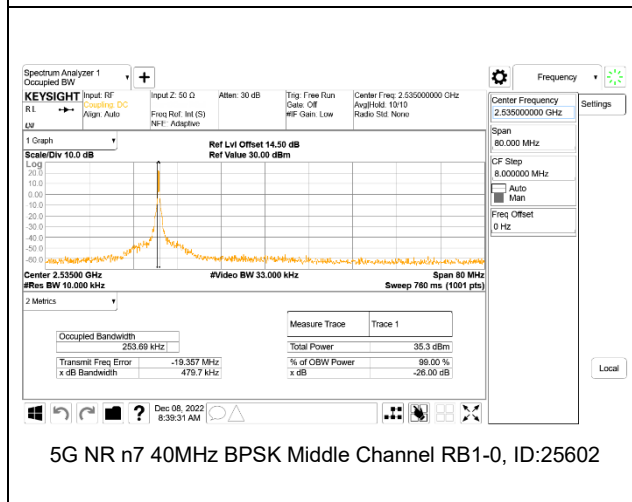 Spectrum Analyzer 1
Occupied BW
Frequency
KEYSIGHT Input: RF Input Z: 50 Ω Atten: 30 dB Trig: Free Run Center Freq: 2.535000000 GHz
RL Coupling: DC Gate: Off Avg|Hold: 10/10
Align: Auto Freq Ref: Int (S) #IF Gain: Low Radio Std: None
NFE: Adaptive
Center Frequency
2.535000000 GHz
Settings
Span
80.000 MHz
CF Step
8.000000 MHz
Auto
Man
Freq Offset
0 Hz
Local
1 Graph
Ref Lvl Offset 14.50 dB
Scale/Div 10.0 dB Ref Value 30.00 dBm
Log
20.0
10.0
0.00
-10.0
-20.0
-30.0
-40.0
-50.0
-60.0
Center 2.53500 GHz #Video BW 33.000 kHz Span 80 MHz
#Res BW 10.000 kHz Sweep 760 ms (1001 pts)
2 Metrics
Measure Trace Trace 1
Occupied Bandwidth
253.69 kHz Total Power 35.3 dBm
Transmit Freq Error -19.357 MHz % of OBW Power 99.00 %
x dB Bandwidth 479.7 kHz x dB -26.00 dB
Dec 08, 2022
8:39:31 AM
5G NR n7 40MHz BPSK Middle Channel RB1-0, ID:25602